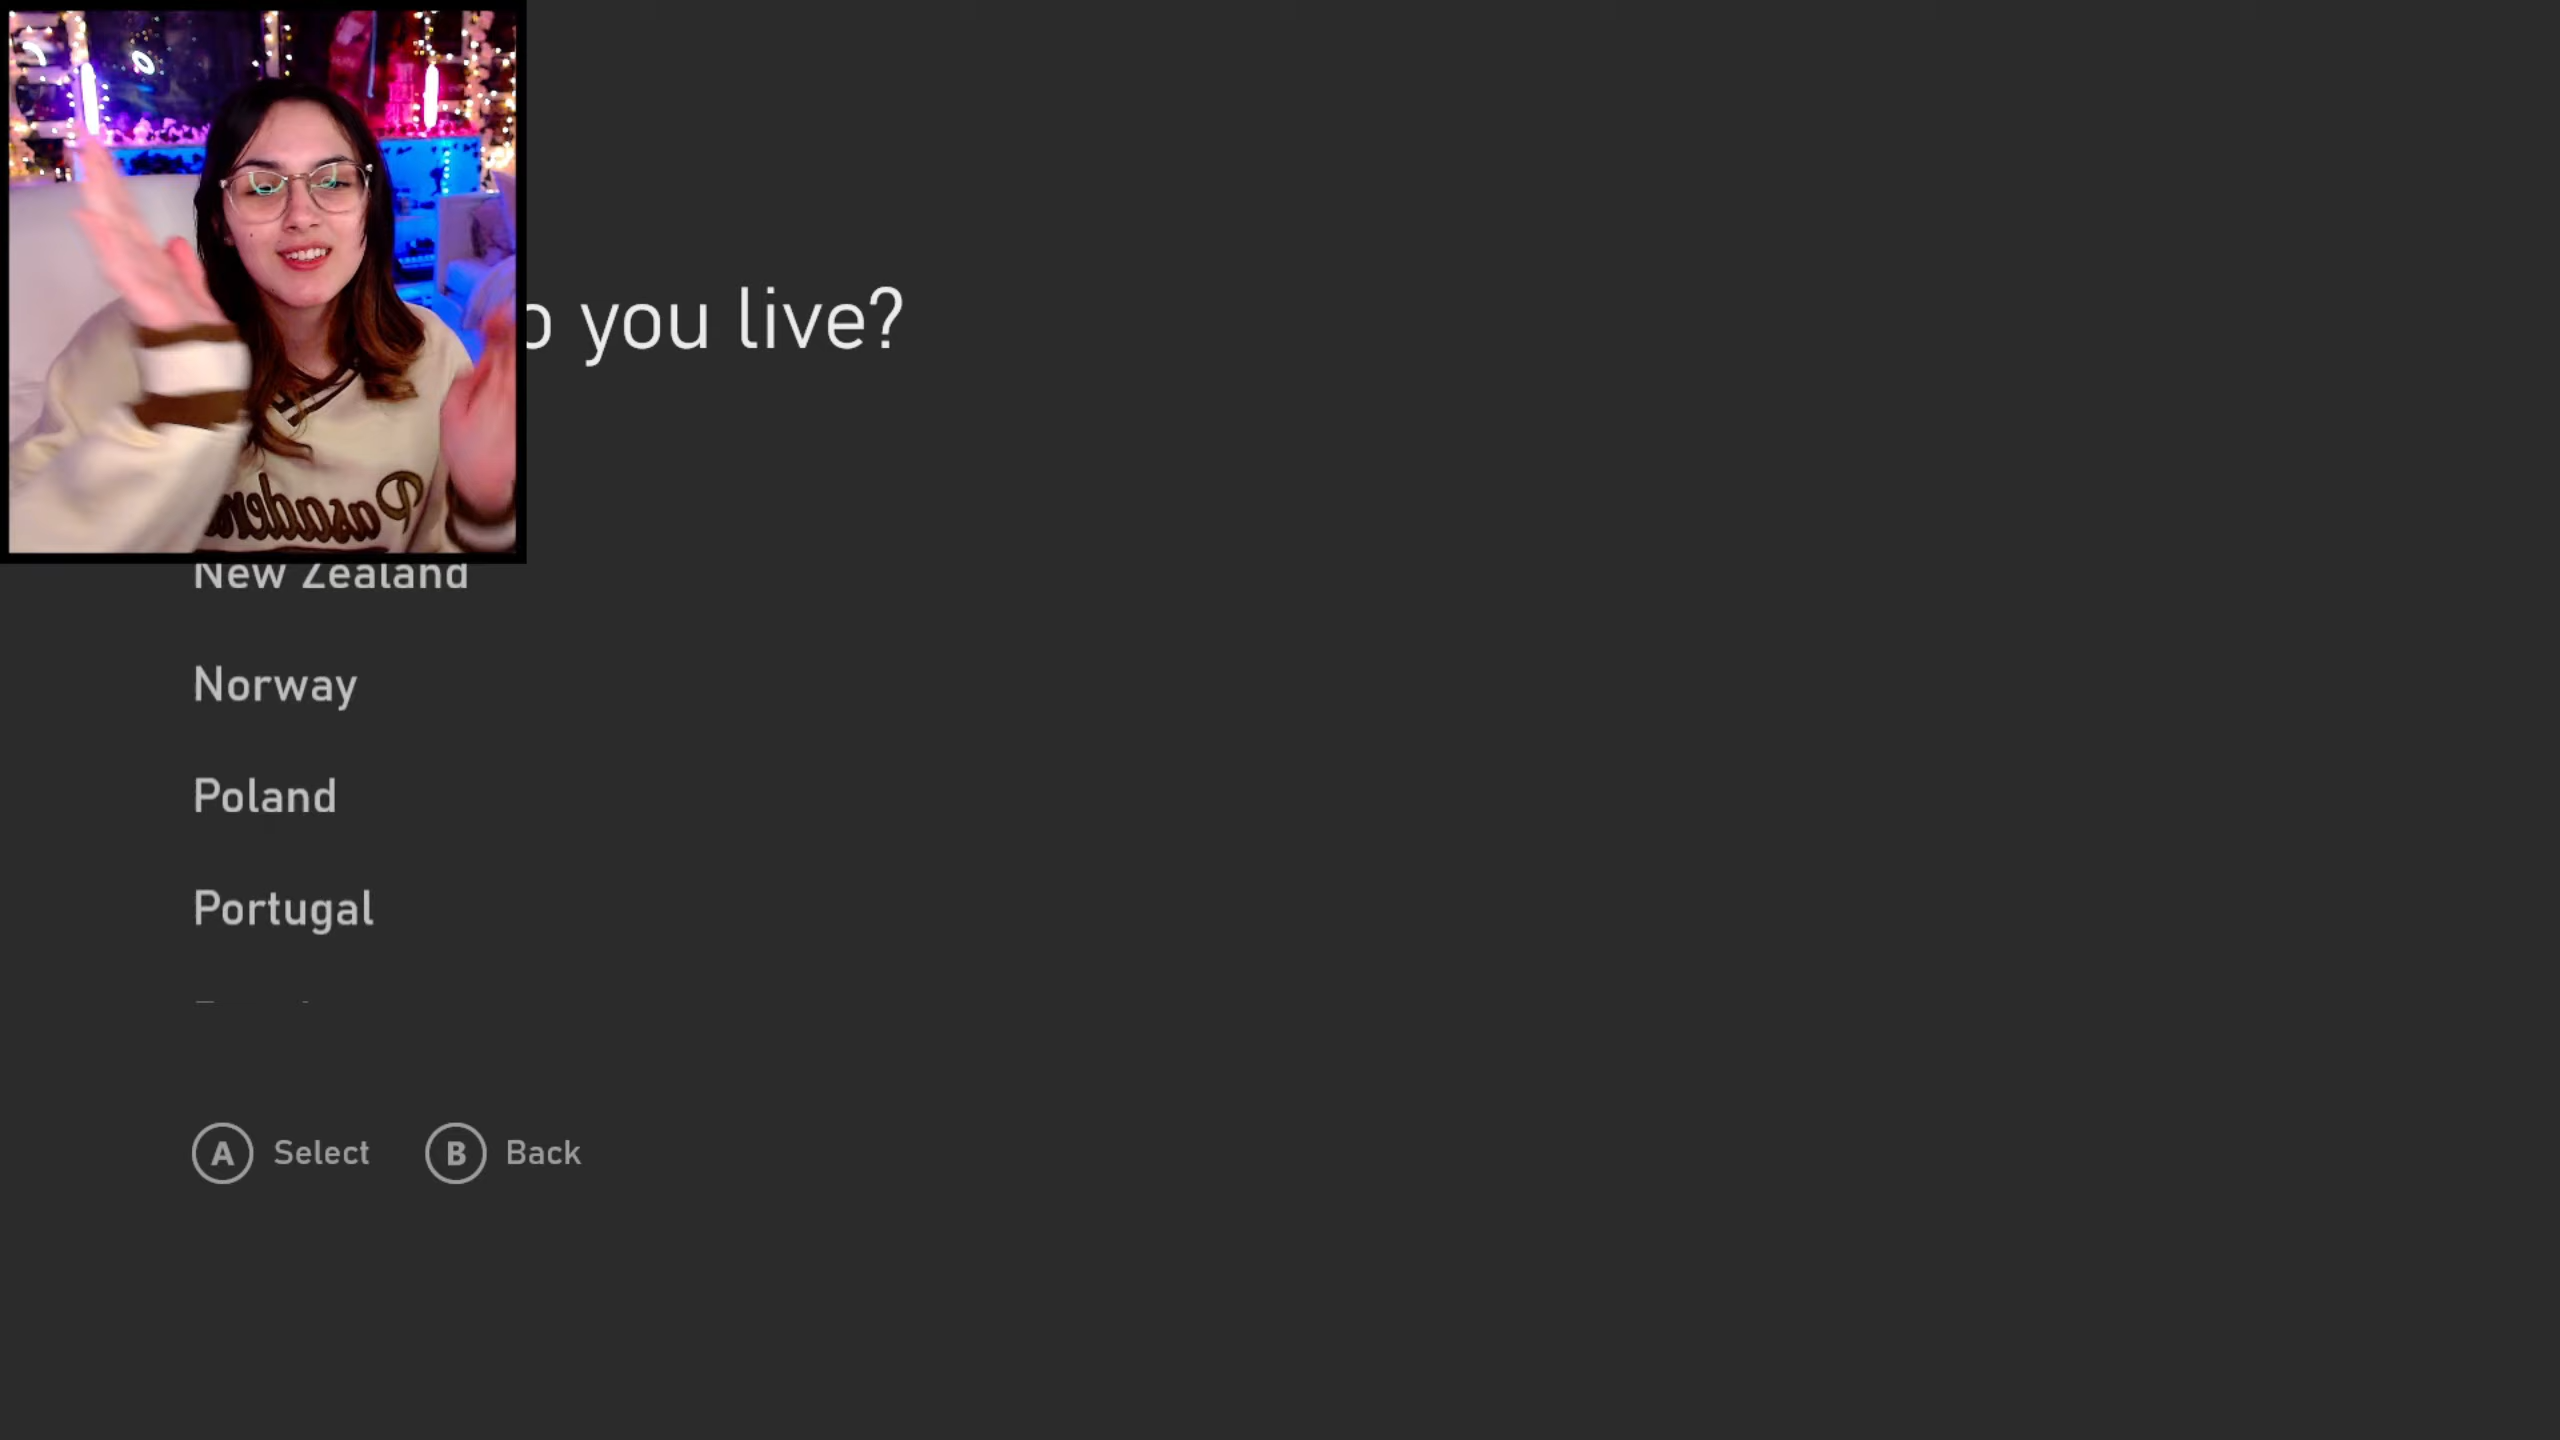 o you live?
New Zealand
Norway
Poland
Portugal
A Select B Back